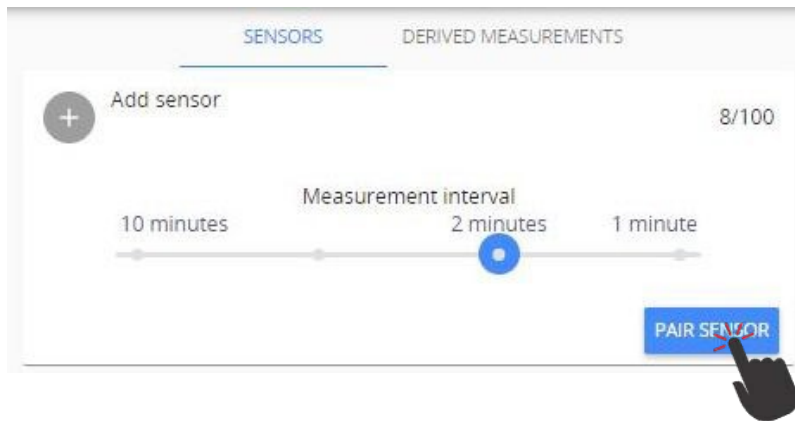 SENSORS DERIVED MEASUREMENTS
Add sensor
8/100
Measurement interval
10 minutes 2 minutes 1 minute
PAIR SENSOR